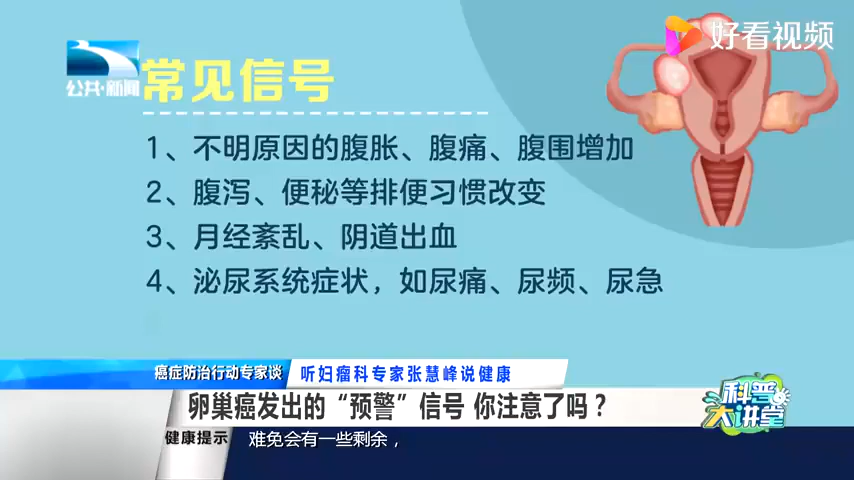 好看视频
公共·新闻
常见信号
1、不明原因的腹胀、腹痛、腹围增加
2、腹泻、便秘等排便习惯改变
3、月经紊乱、阴道出血
4、泌尿系统症状，如尿痛、尿频、尿急
癌症防治行动专家谈 听妇瘤科专家张慧峰说健康
卵巢癌发出的“预警”信号 你注意了吗？
科普大讲堂
健康提示 难免会有一些剩余，